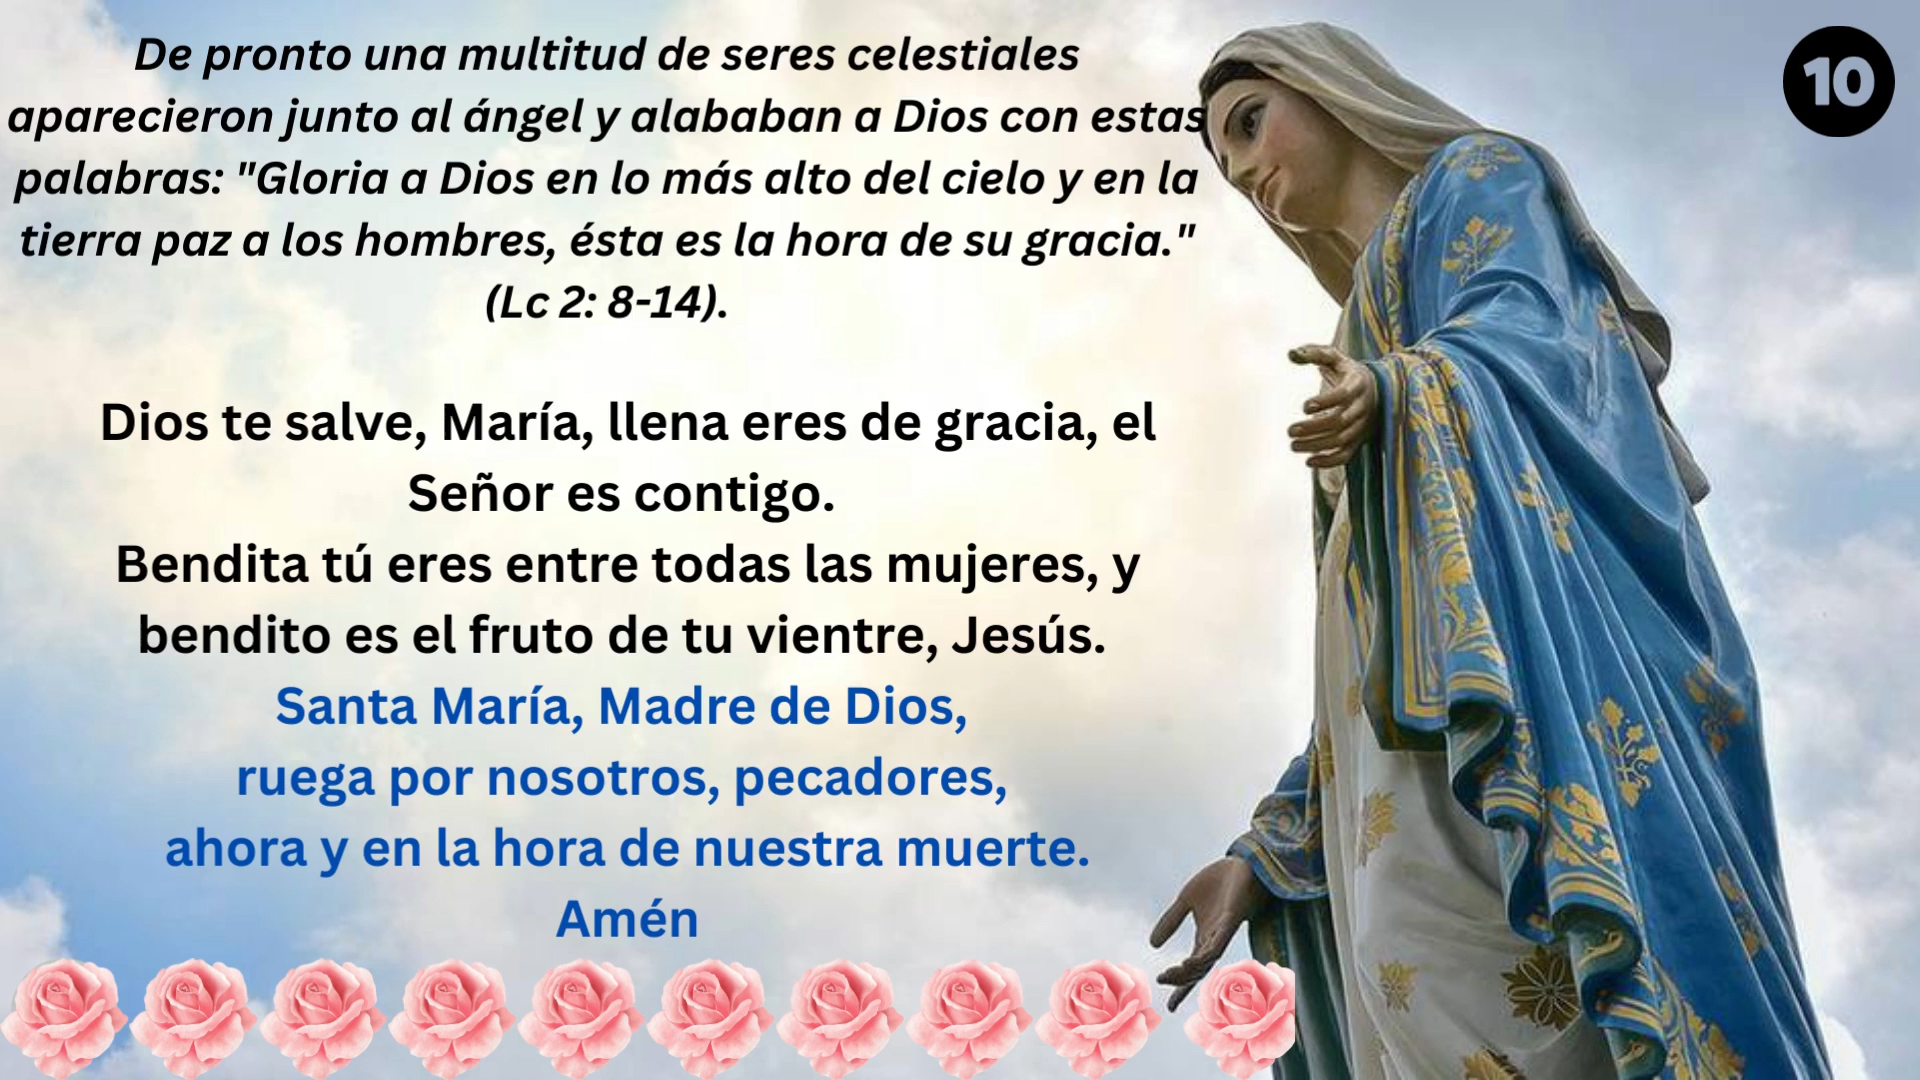 De pronto una multitud de seres celestiales
aparecieron junto al ángel y alababan a Dios con estas
palabras: "Gloria a Dios en lo más alto del cielo y en la
tierra paz a los hombres, ésta es la hora de su gracia."
(Lc 2: 8-14).
Dios te salve, María, llena eres de gracia, el
Señor es contigo.
Bendita tú eres entre todas las mujeres, y
bendito es el fruto de tu vientre, Jesús.
Santa María, Madre de Dios,
ruega por nosotros, pecadores,
ahora y en la hora de nuestra muerte.
Amén
10